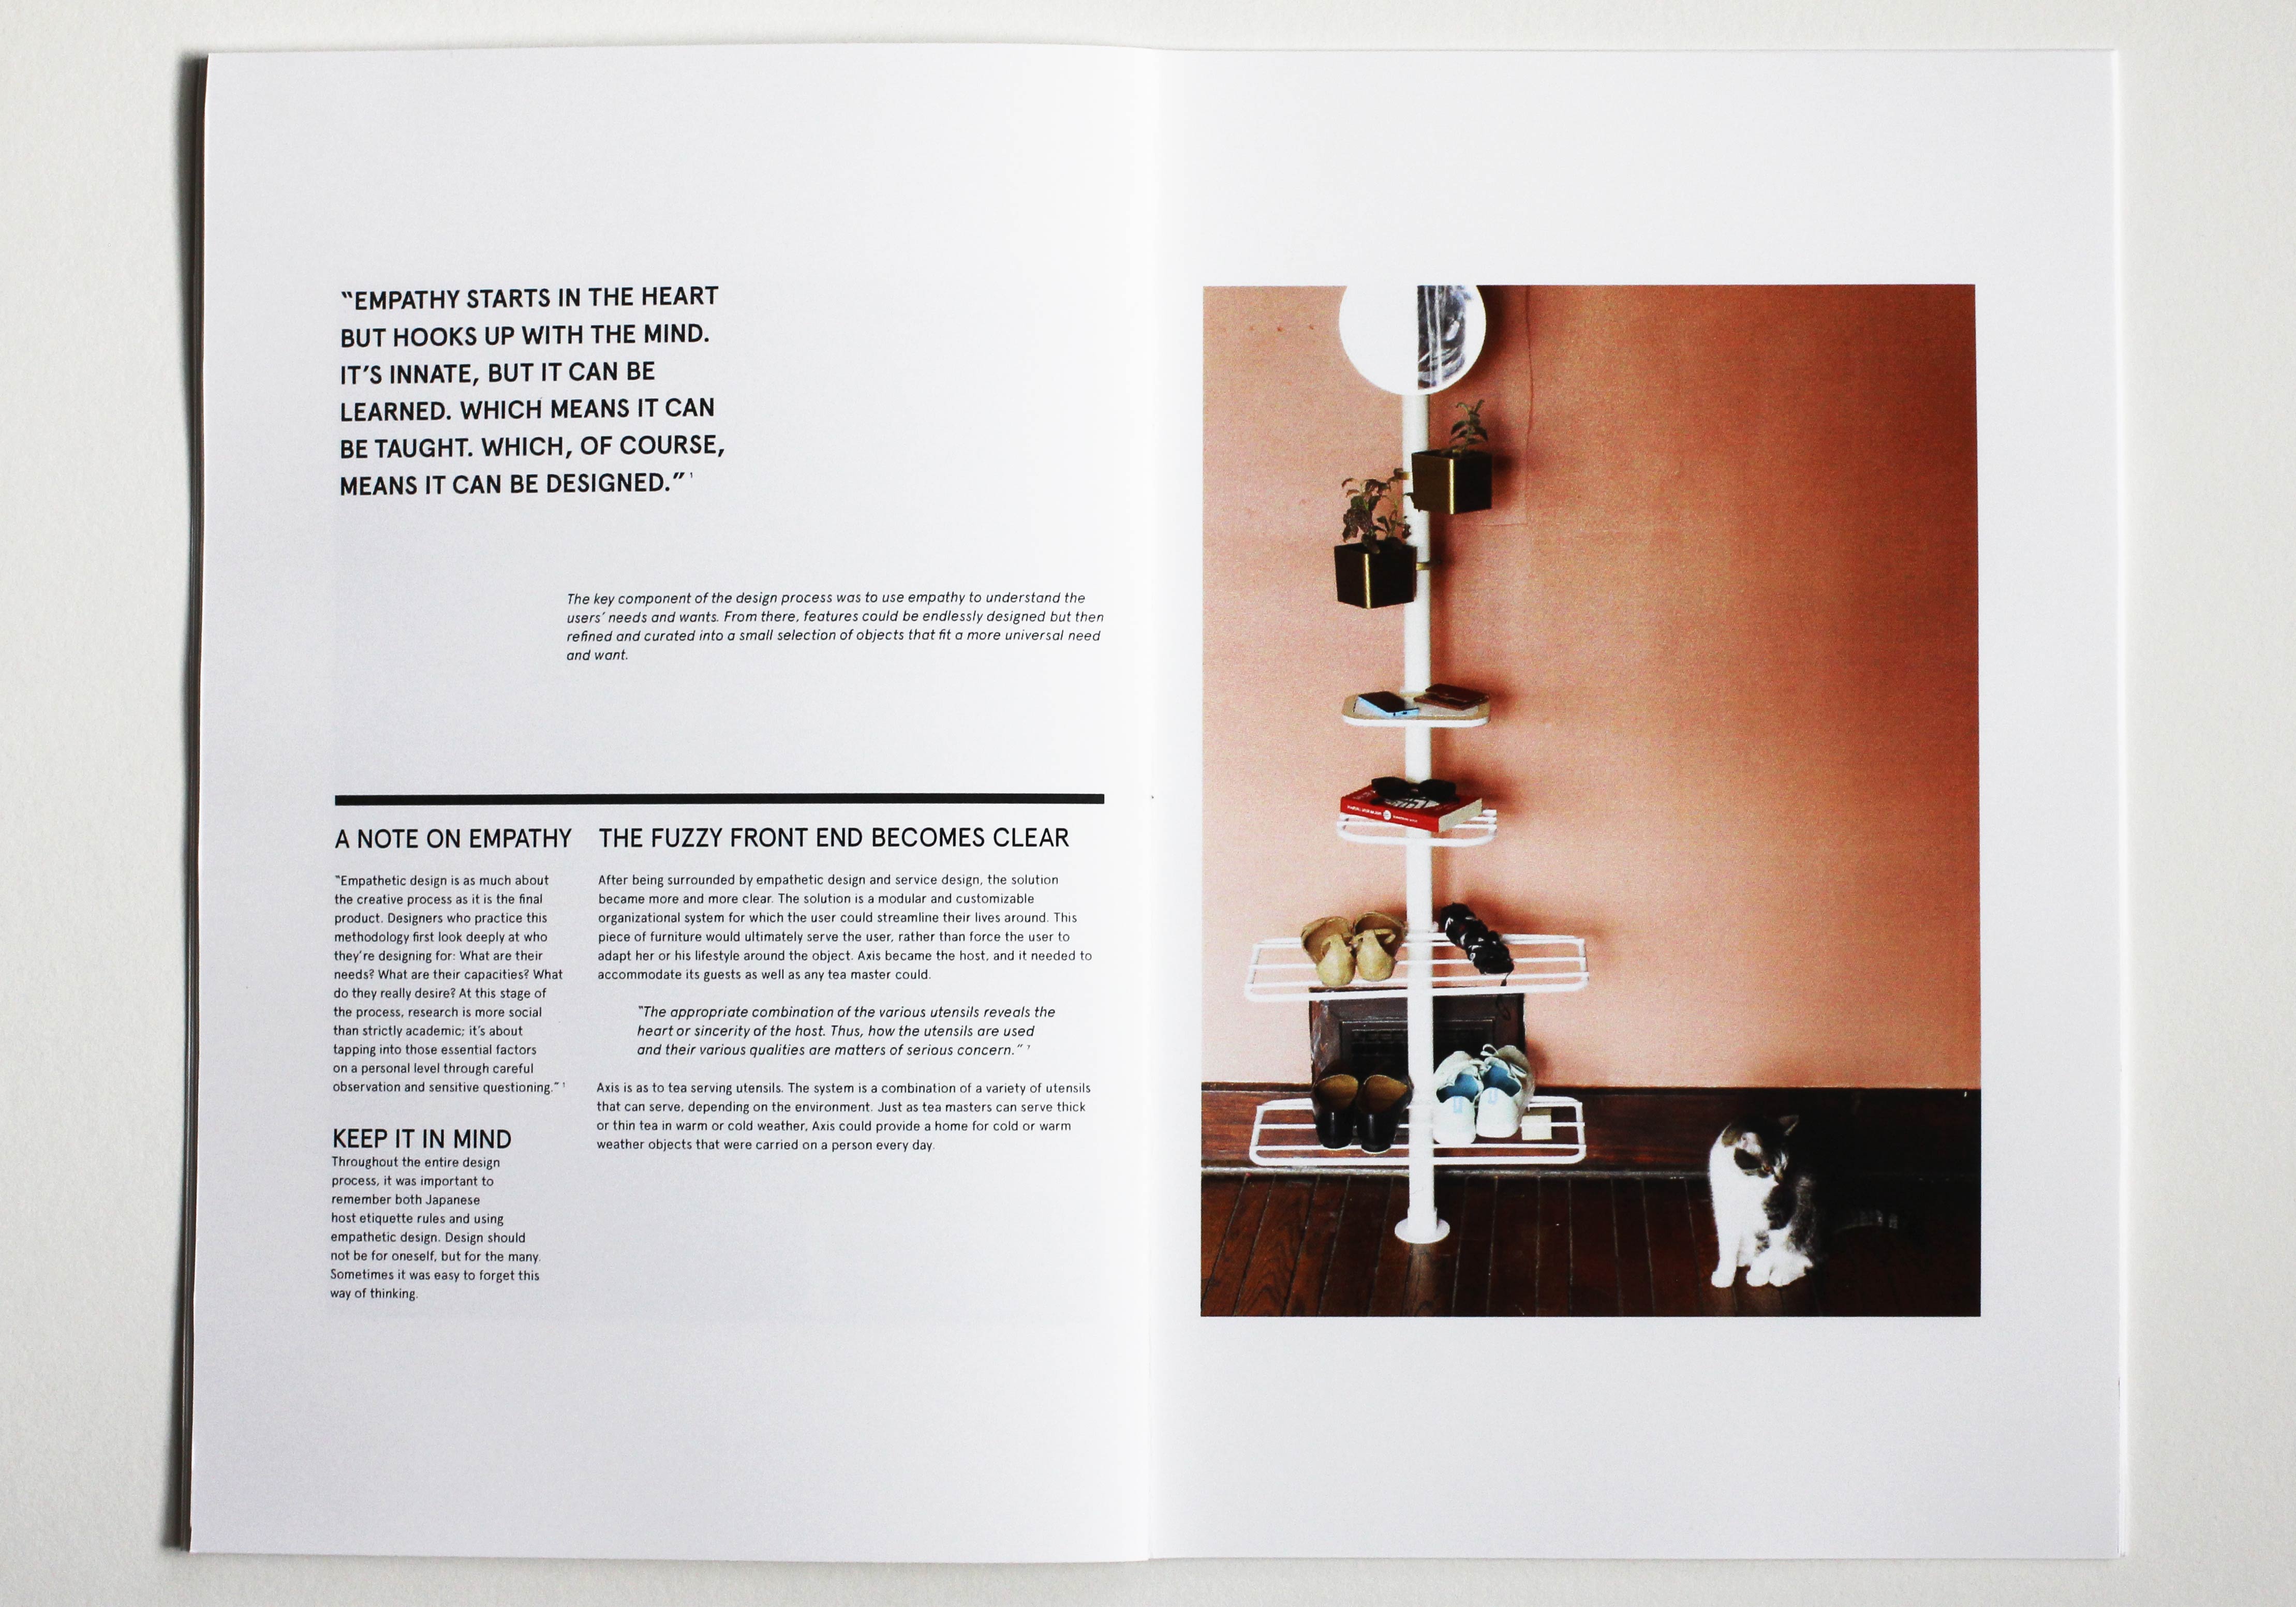 “EMPATHY STARTS IN THE HEART
BUT HOOKS UP WITH THE MIND.
IT’S INNATE, BUT IT CAN BE
LEARNED. WHICH MEANS IT CAN
BE TAUGHT. WHICH, OF COURSE,
MEANS IT CAN BE DESIGNED.” ¹
The key component of the design process was to use empathy to understand the
users’ needs and wants. From there, features could be endlessly designed but then
refined and curated into a small selection of objects that fit a more universal need
and want.
A NOTE ON EMPATHY
“Empathetic design is as much about
the creative process as it is the final
product. Designers who practice this
methodology first look deeply at who
they’re designing for: What are their
needs? What are their capacities? What
do they really desire? At this stage of
the process, research is more social
than strictly academic; it’s about
tapping into those essential factors
on a personal level through careful
observation and sensitive questioning.”
KEEP IT IN MIND
Throughout the entire design
process, it was important to
remember both Japanese
host etiquette rules and using
empathetic design. Design should
not be for oneself, but for the many.
Sometimes it was easy to forget this
way of thinking.
THE FUZZY FRONT END BECOMES CLEAR
After being surrounded by empathetic design and service design, the solution
became more and more clear. The solution is a modular and customizable
organizational system for which the user could streamline their lives around. This
piece of furniture would ultimately serve the user, rather than force the user to
adapt her or his lifestyle around the object. Axis became the host, and it needed to
accommodate its guests as well as any tea master could.
“The appropriate combination of the various utensils reveals the
heart or sincerity of the host. Thus, how the utensils are used
and their various qualities are matters of serious concern.”
Axis is as to tea serving utensils. The system is a combination of a variety of utensils
that can serve, depending on the environment. Just as tea masters can serve thick
or thin tea in warm or cold weather, Axis could provide a home for cold or warm
weather objects that were carried on a person every day.